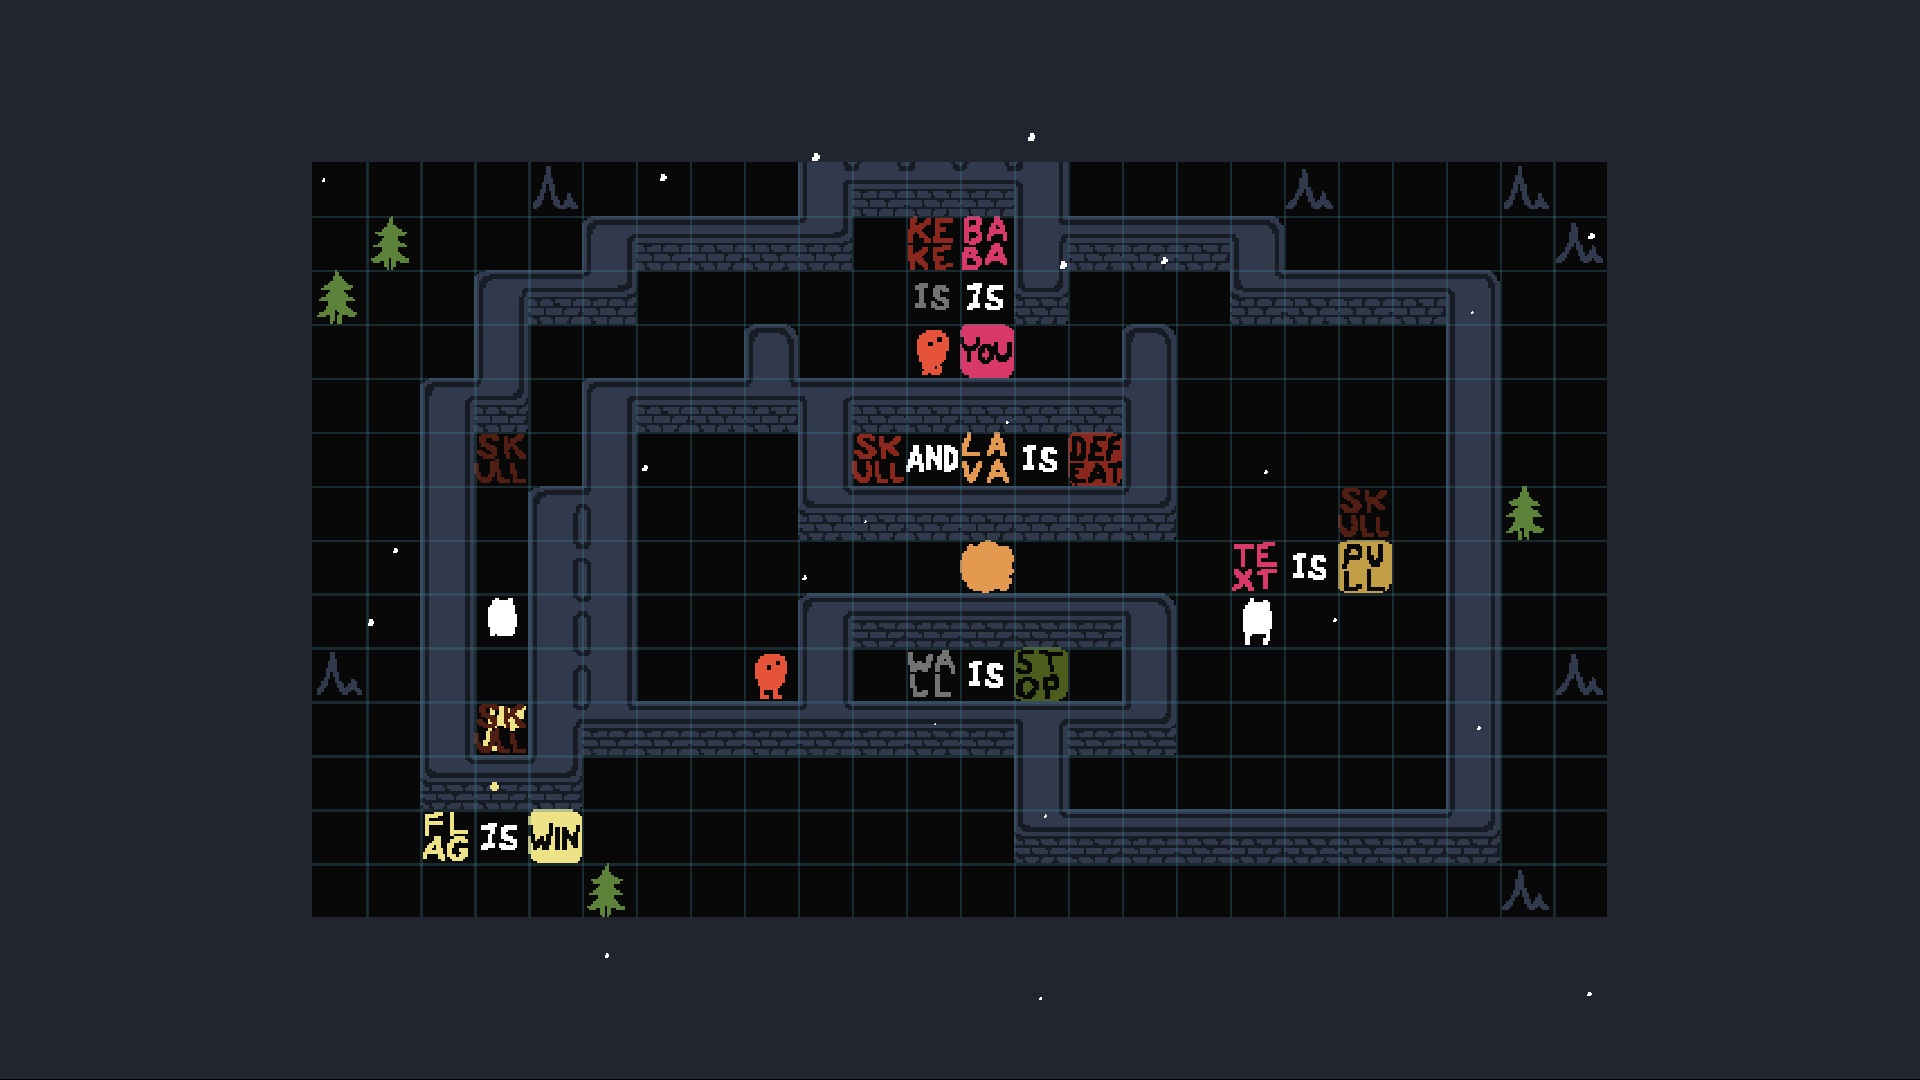 KEKE BABA
IS IS
YOU
SKULL
SKULL AND LAVA IS DEFEAT
SKULL
TEXT IS PULL
WALL IS STOP
SKULL
FLAG IS WIN